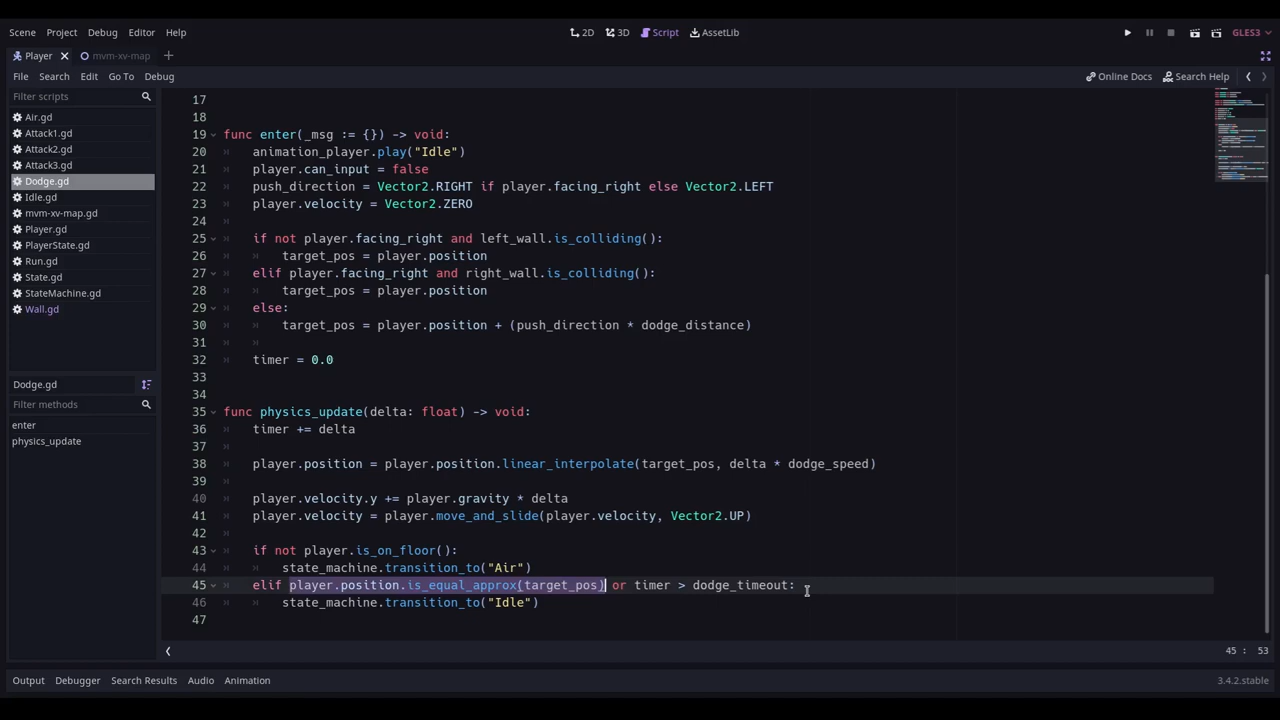 Scene Project Debug Editor Help 2D 3D Script AssetLib GLES3
Player mvm-xv-map
File Search Edit Go To Debug Online Docs Search Help
Filter scripts
Air.gd
Attack1.gd
Attack2.gd
Attack3.gd
Dodge.gd
Idle.gd
mvm-xv-map.gd
Player.gd
PlayerState.gd
Run.gd
State.gd
StateMachine.gd
Wall.gd
Dodge.gd
Filter methods
enter
physics_update
17
18
19 func enter(_msg := {}) -> void:
20 animation_player.play("Idle")
21 player.can_input = false
22 push_direction = Vector2.RIGHT if player.facing_right else Vector2.LEFT
23 player.velocity = Vector2.ZERO
24
25 if not player.facing_right and left_wall.is_colliding():
26 target_pos = player.position
27 elif player.facing_right and right_wall.is_colliding():
28 target_pos = player.position
29 else:
30 target_pos = player.position + (push_direction * dodge_distance)
31
32 timer = 0.0
33
34
35 func physics_update(delta: float) -> void:
36 timer += delta
37
38 player.position = player.position.linear_interpolate(target_pos, delta * dodge_speed)
39
40 player.velocity.y += player.gravity * delta
41 player.velocity = player.move_and_slide(player.velocity, Vector2.UP)
42
43 if not player.is_on_floor():
44 state_machine.transition_to("Air")
45 elif player.position.is_equal_approx(target_pos) or timer > dodge_timeout:
46 state_machine.transition_to("Idle")
47
45 : 53
Output Debugger Search Results Audio Animation 3.4.2.stable